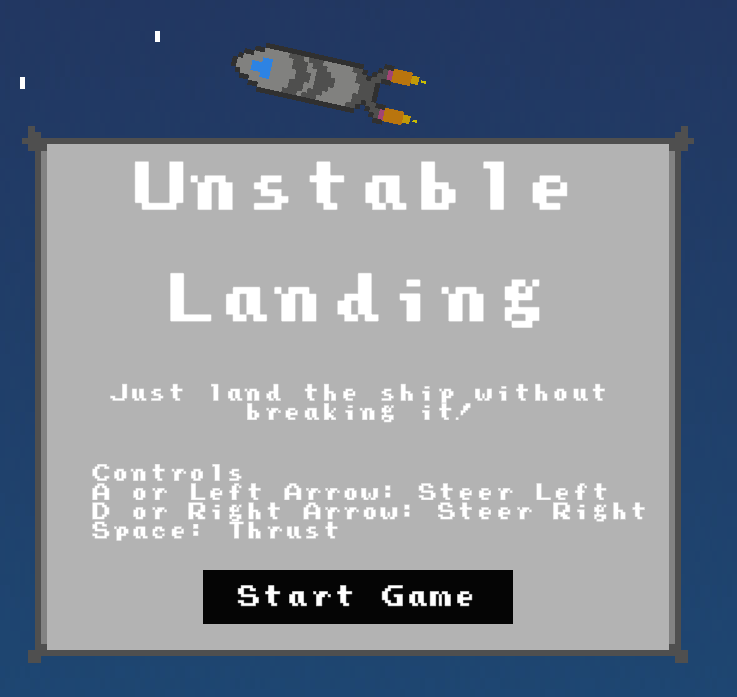 Unstable
Landing
Just land the ship without
breaking it!
Controls
A or Left Arrow: Steer Left
D or Right Arrow: Steer Right
Space: Thrust
Start Game